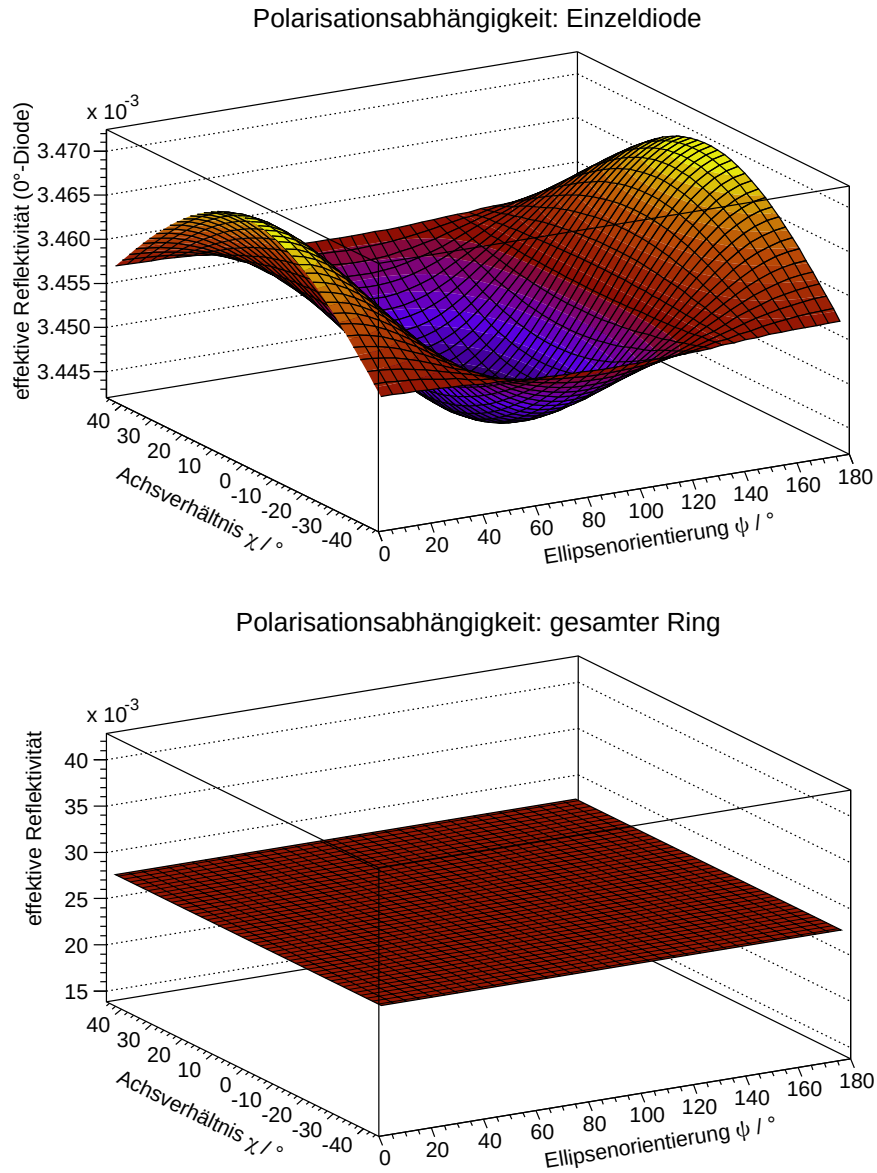 Polarisationsabhängigkeit: Einzeldiode
x 10-3
effektive Reflektivität (0°-Diode)
3.470
3.465
3.460
3.455
3.450
3.445
40 30 20 10 0 -10 -20 -30 -40
Achsverhältnis χ / °
0 20 40 60 80 100 120 140 160 180
Ellipsenorientierung ψ / °
Polarisationsabhängigkeit: gesamter Ring
x 10-3
effektive Reflektivität
40
35
30
25
20
15
40 30 20 10 0 -10 -20 -30 -40
Achsverhältnis χ / °
0 20 40 60 80 100 120 140 160 180
Ellipsenorientierung ψ / °